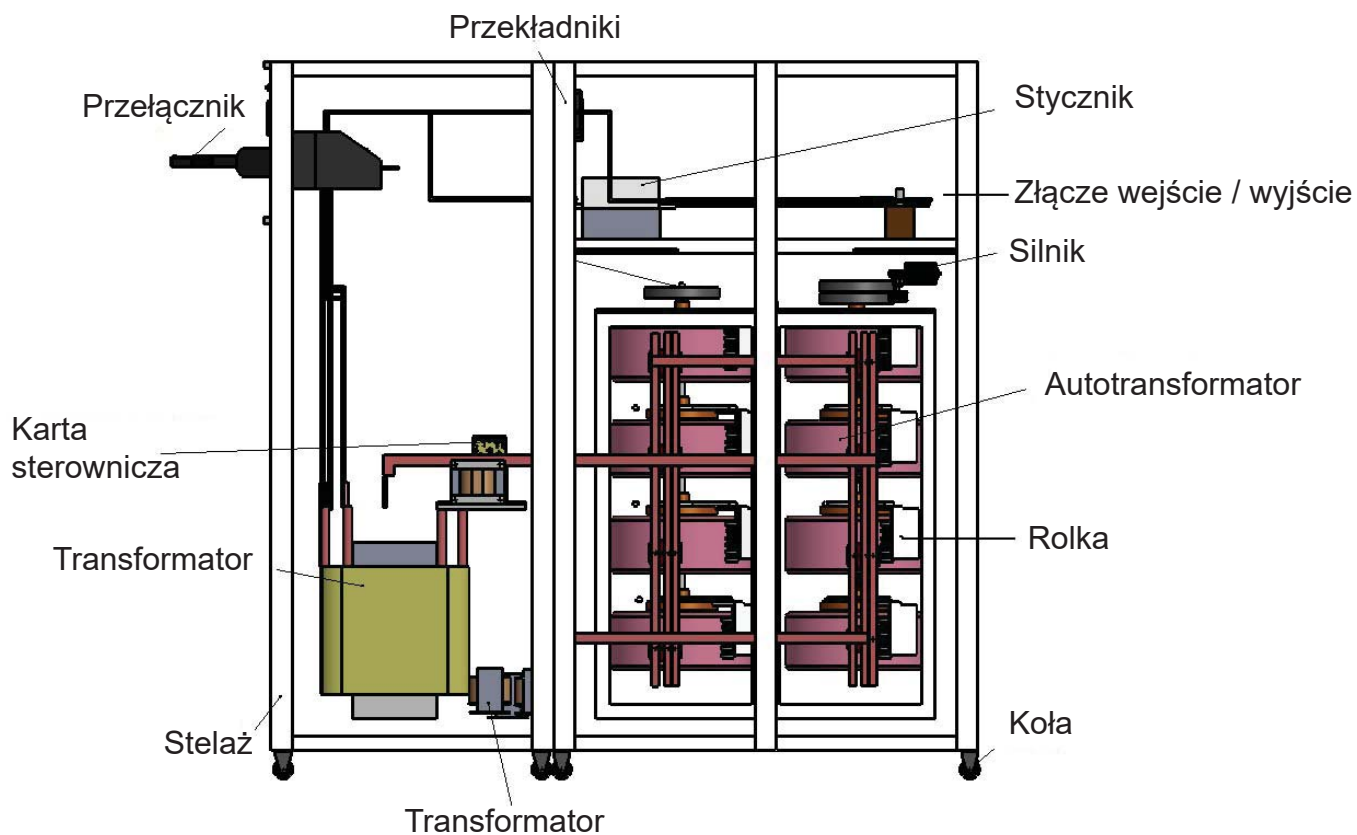 Przekładniki
Przełącznik
Stycznik
Złącze wejście / wyjście
Silnik
Autotransformator
Karta
sterownicza
Rolka
Transformator
Koła
Stelaż
Transformator